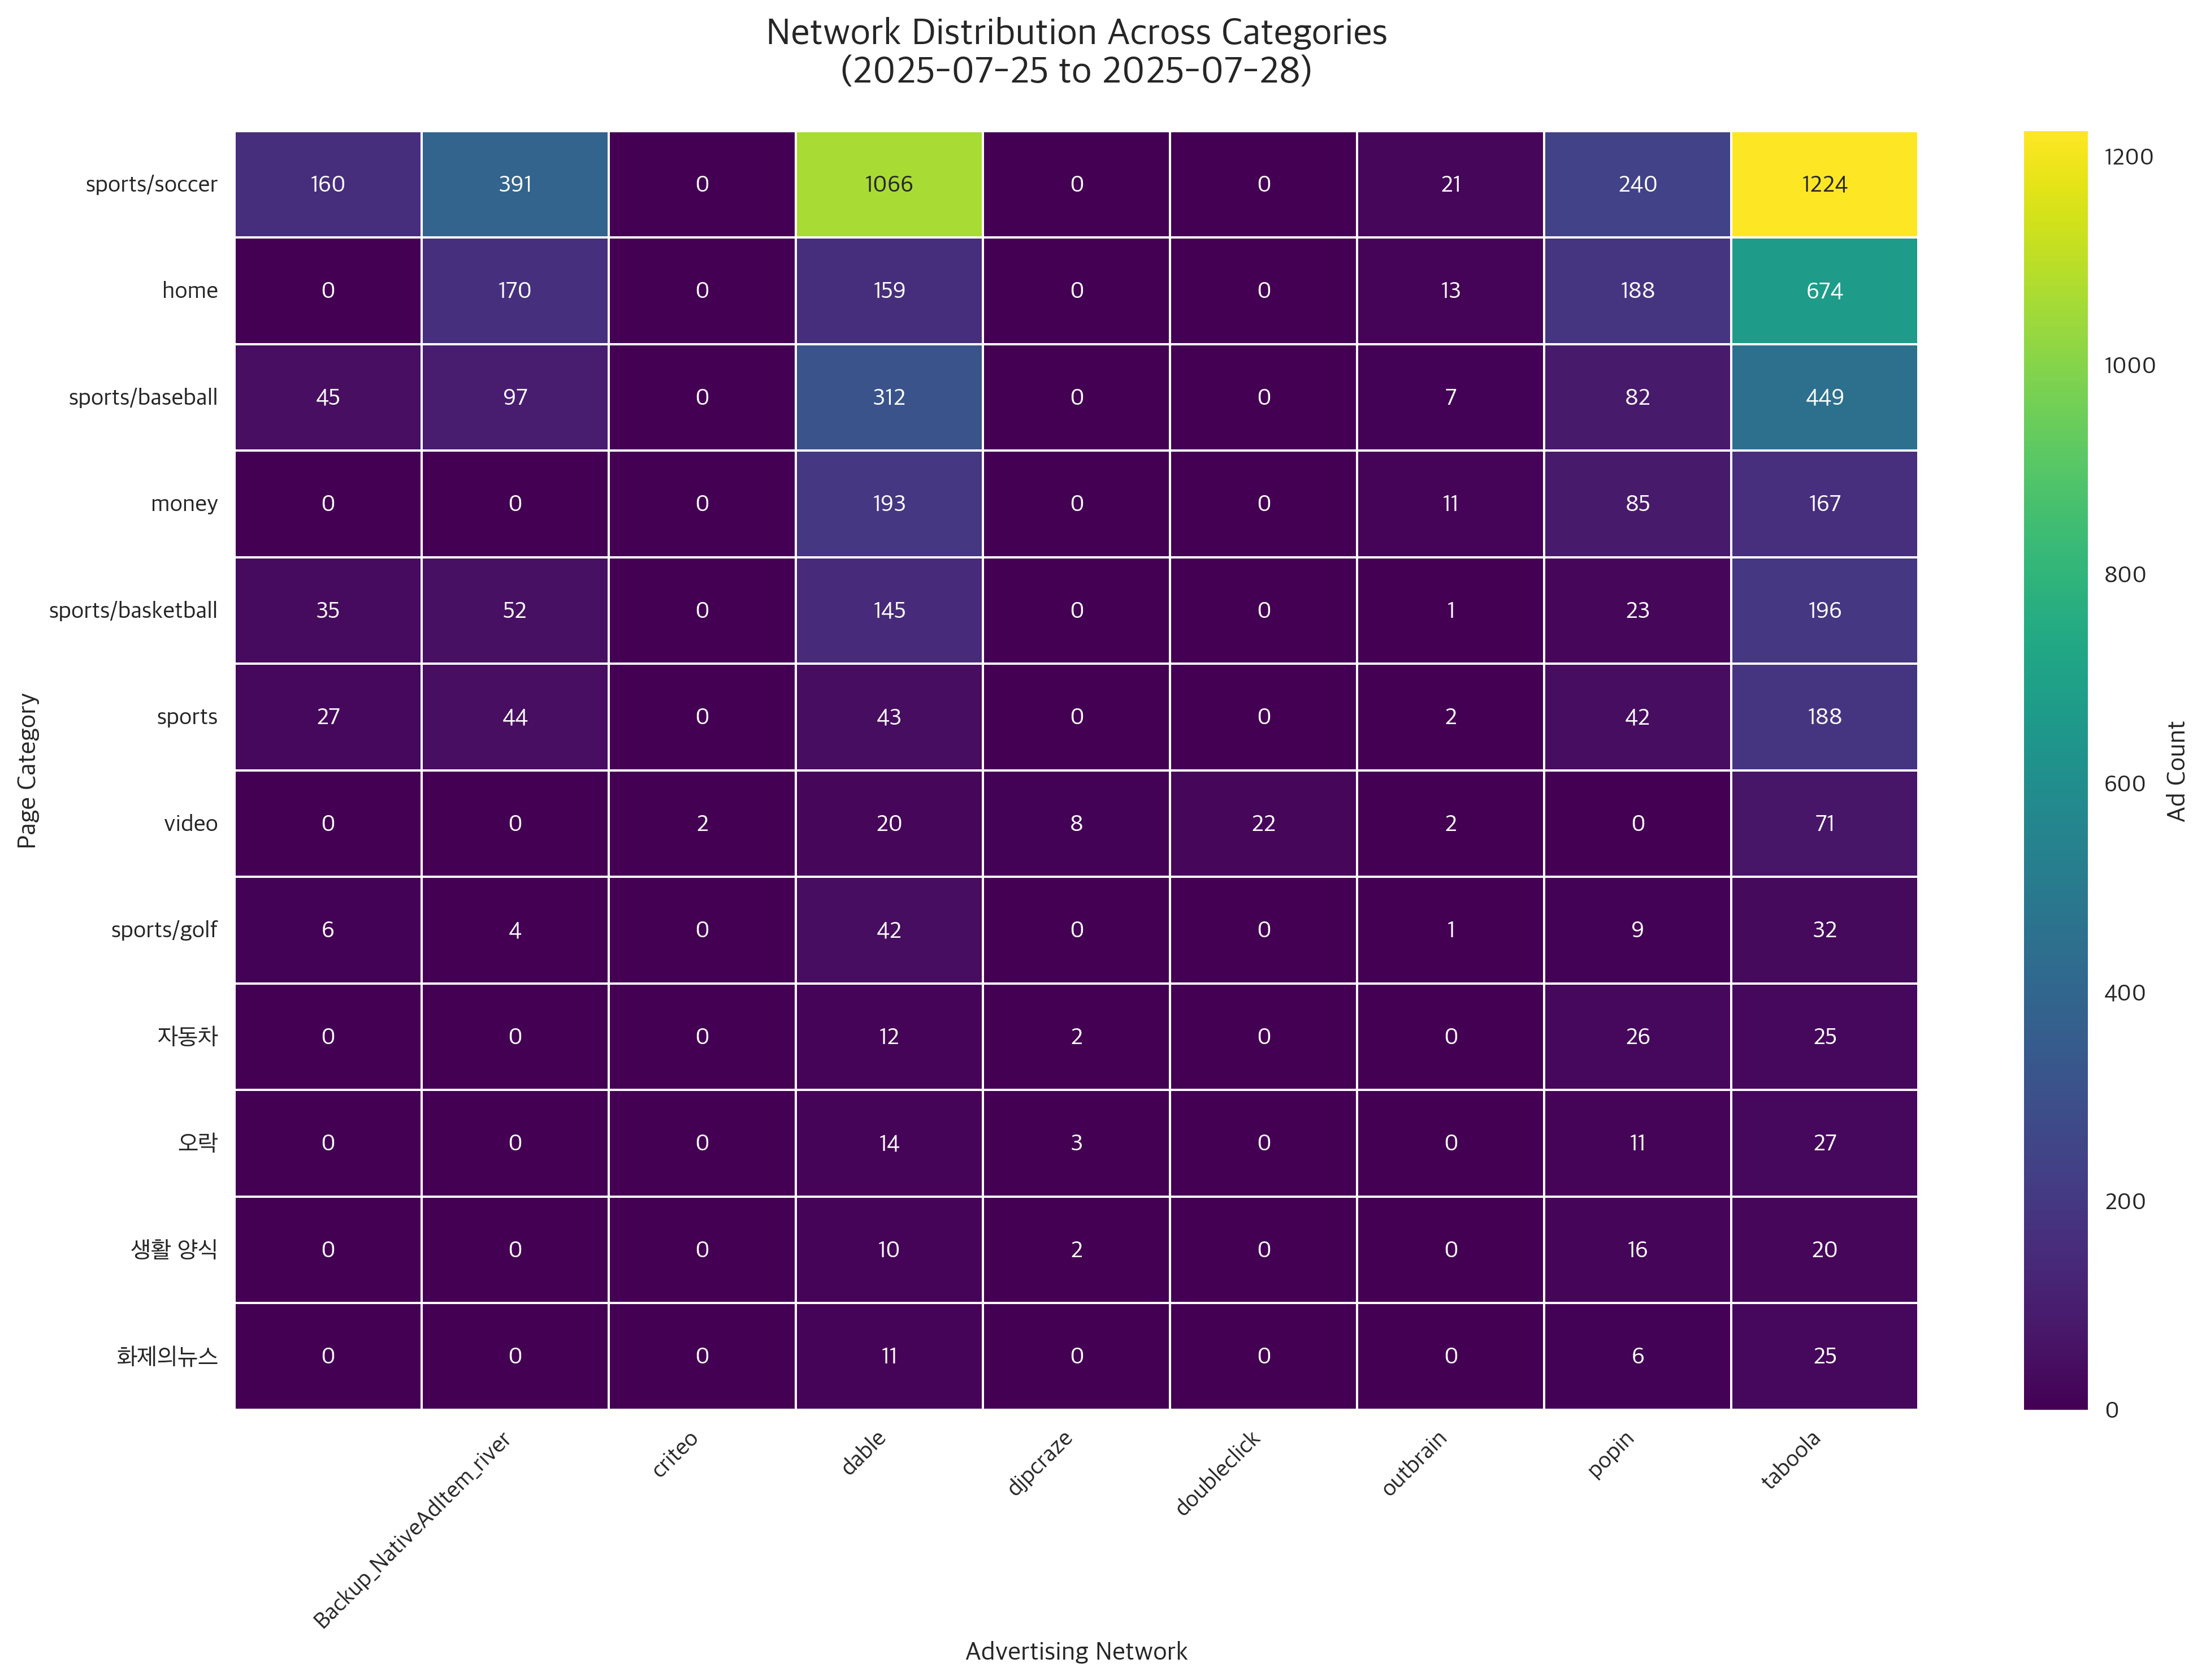 Network Distribution Across Categories
(2025-07-25 to 2025-07-28)
sports/soccer 160 391 0 1066 0 0 21 240 1224
home 0 170 0 159 0 0 13 188 674
sports/baseball 45 97 0 312 0 0 7 82 449
money 0 0 0 193 0 0 11 85 167
sports/basketball 35 52 0 145 0 0 1 23 196
sports 27 44 0 43 0 0 2 42 188
video 0 0 2 20 8 22 2 0 71
sports/golf 6 4 0 42 0 0 1 9 32
자동차 0 0 0 12 2 0 0 26 25
오락 0 0 0 14 3 0 0 11 27
생활 양식 0 0 0 10 2 0 0 16 20
화제의뉴스 0 0 0 11 0 0 0 6 25
Page Category
Backup_NativeAdItem_river criteo dable djpcraze doubleclick outbrain popin taboola
Advertising Network
1200
1000
800
600
400
200
0
Ad Count